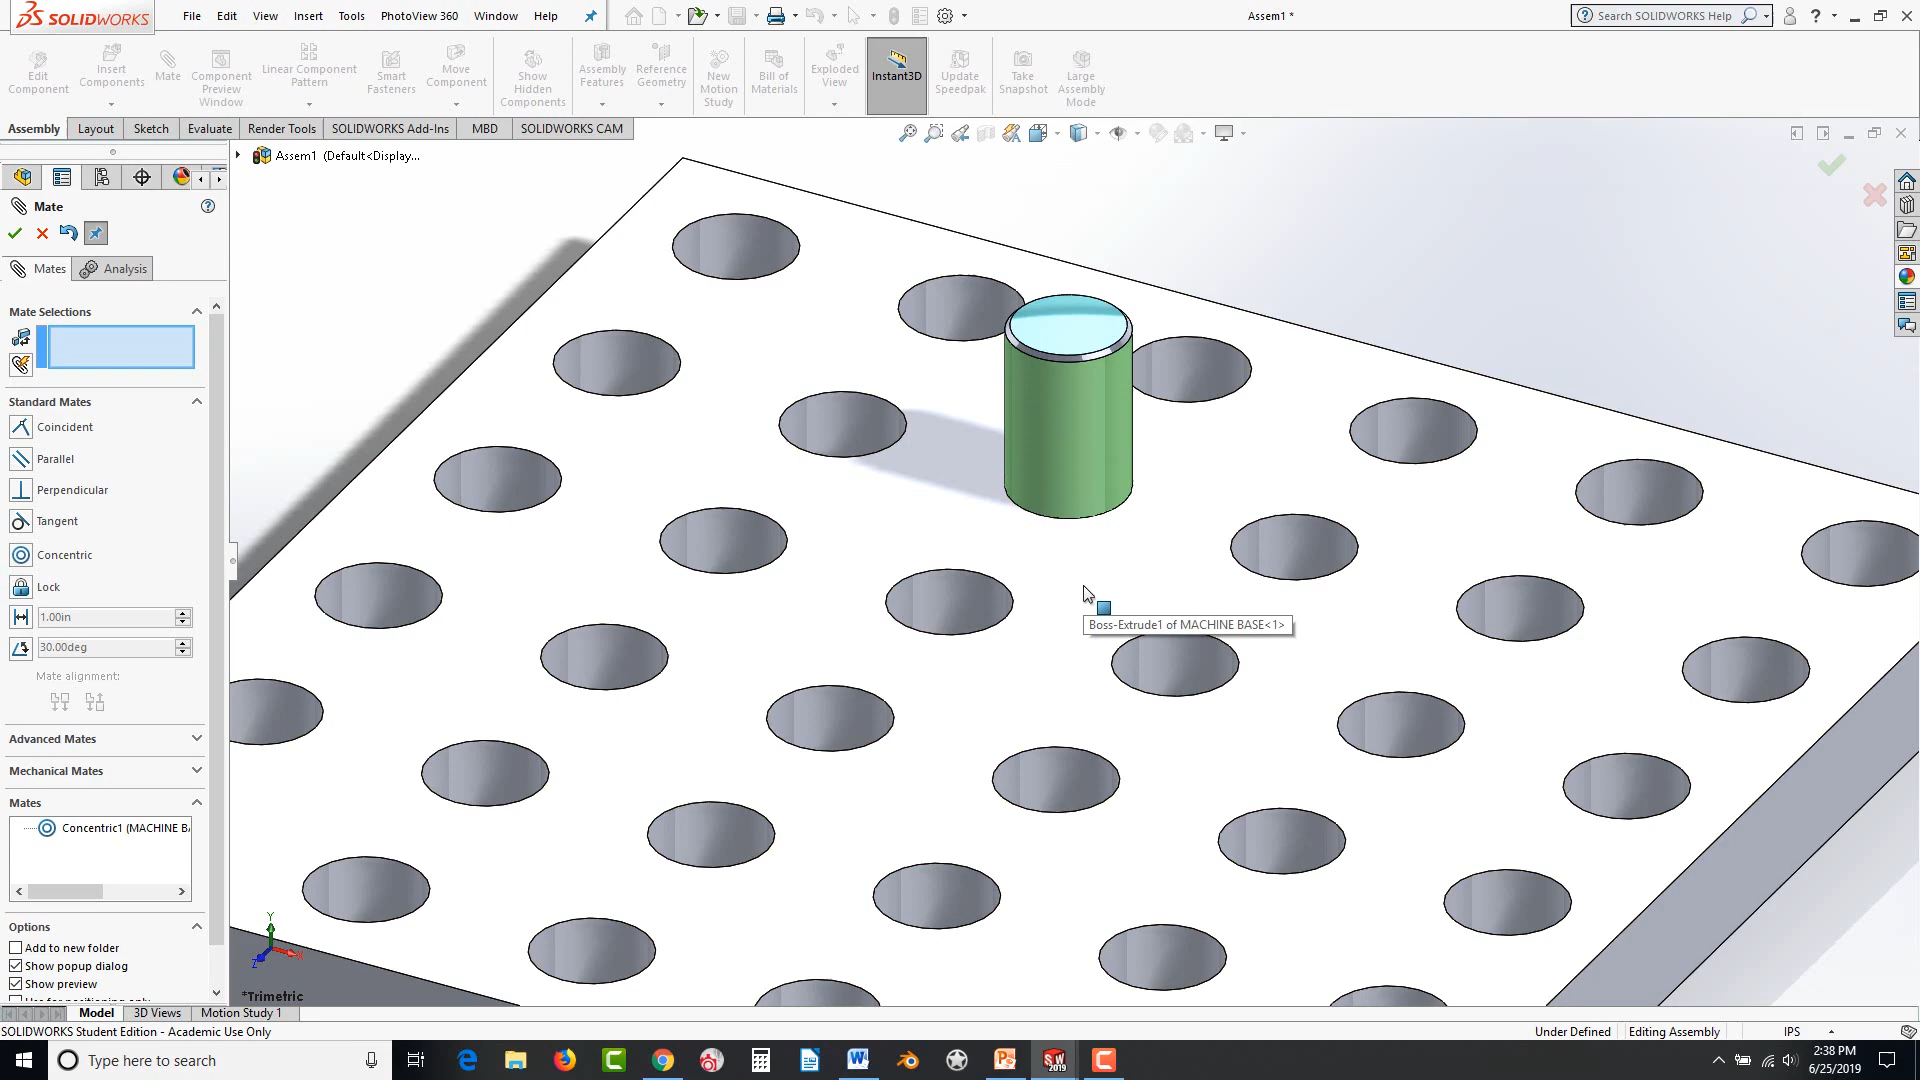 SOLIDWORKS File Edit View Insert Tools PhotoView 360 Window Help Assem1 * Search SOLIDWORKS Help
Edit Component
Insert Components
Mate
Component Preview Window
Linear Component Pattern
Smart Fasteners
Move Component
Show Hidden Components
Assembly Features
Reference Geometry
New Motion Study
Bill of Materials
Exploded View
Instant3D
Update Speedpak
Take Snapshot
Large Assembly Mode
Assembly Layout Sketch Evaluate Render Tools SOLIDWORKS Add-Ins MBD SOLIDWORKS CAM
Assem1 (Default<Display...
Mate
Mates Analysis
Mate Selections
Standard Mates
Coincident
Parallel
Perpendicular
Tangent
Concentric
Lock
1.00in
30.00deg
Mate alignment:
Advanced Mates
Mechanical Mates
Mates
Concentric1 (MACHINE BA
Options
Add to new folder
Show popup dialog
Show preview
Boss-Extrude1 of MACHINE BASE<1>
Y
X
Z
*Trimetric
Model 3D Views Motion Study 1
SOLIDWORKS Student Edition - Academic Use Only Under Defined Editing Assembly IPS
Type here to search
SW 2019
2:38 PM
6/25/2019